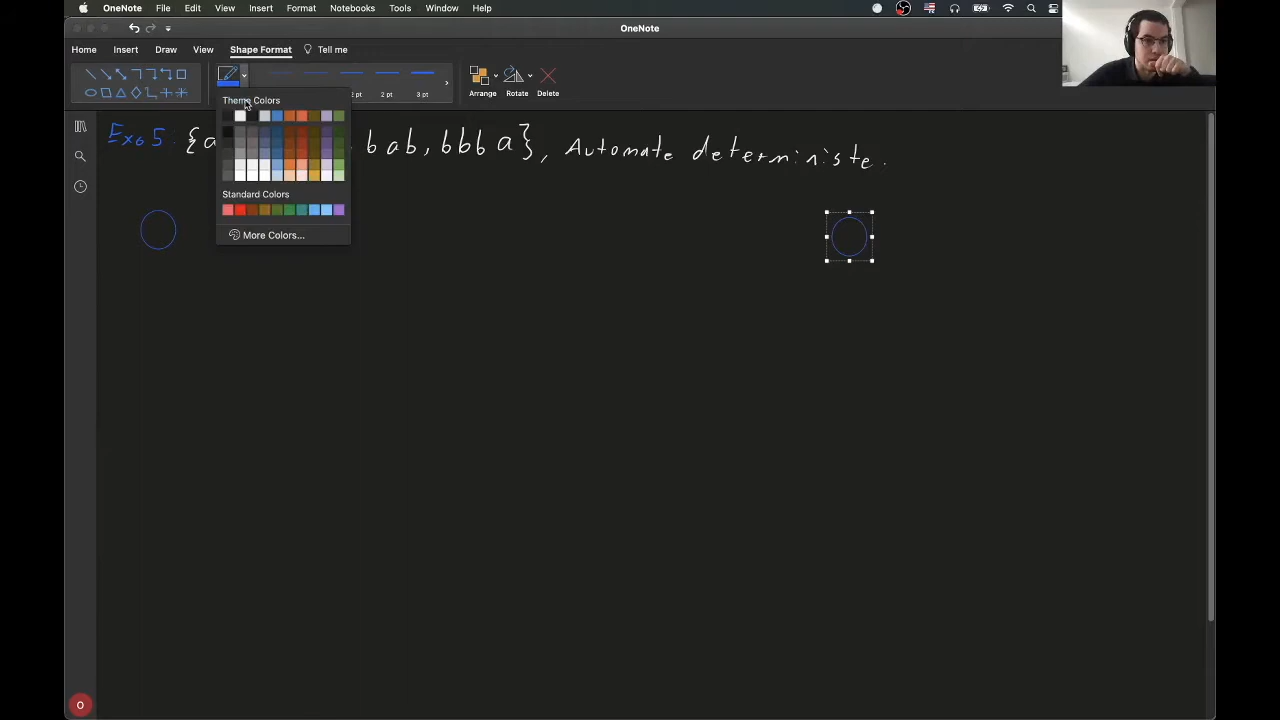 OneNote File Edit View Insert Format Notebooks Tools Window Help
OneNote
Home Insert Draw View Shape Format Tell me
2 pt 3 pt Arrange Rotate Delete
Theme Colors
Exo 5: {a , bab, bbba}, Automate deterministe.
Standard Colors
More Colors...
O